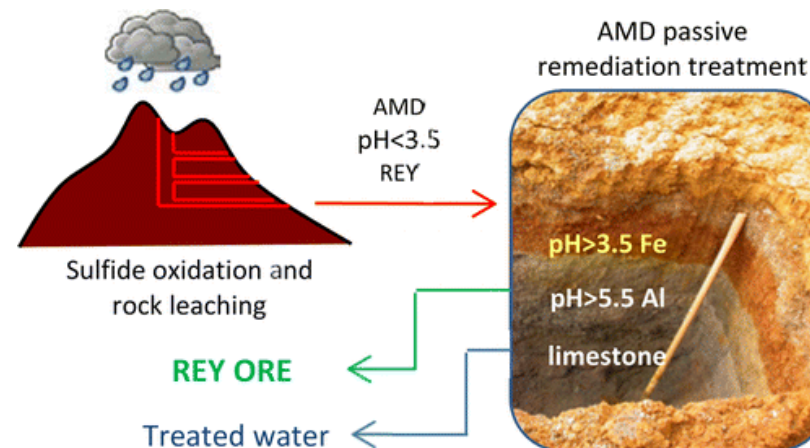 AMD passive
remediation treatment
AMD
pH<3.5
REY
Sulfide oxidation and
rock leaching
pH>3.5 Fe
pH>5.5 Al
limestone
REY ORE
Treated water